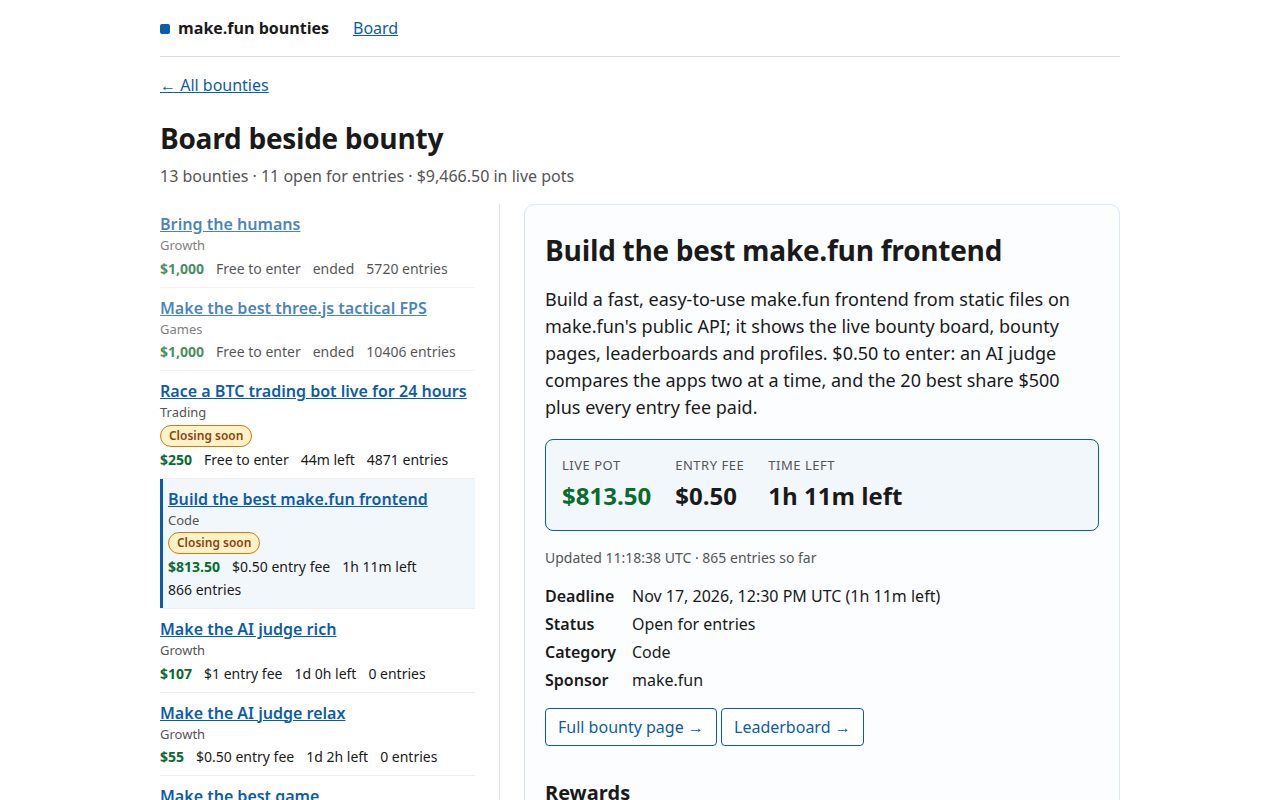 make.fun bounties Board
← All bounties
Board beside bounty
13 bounties · 11 open for entries · $9,466.50 in live pots
Bring the humans
Growth
$1,000 Free to enter ended 5720 entries
Make the best three.js tactical FPS
Games
$1,000 Free to enter ended 10406 entries
Race a BTC trading bot live for 24 hours
Trading
Closing soon
$250 Free to enter 44m left 4871 entries
Build the best make.fun frontend
Code
Closing soon
$813.50 $0.50 entry fee 1h 11m left
866 entries
Make the AI judge rich
Growth
$107 $1 entry fee 1d 0h left 0 entries
Make the AI judge relax
Growth
$55 $0.50 entry fee 1d 2h left 0 entries
Make the best game
Build the best make.fun frontend
Build a fast, easy-to-use make.fun frontend from static files on
make.fun's public API; it shows the live bounty board, bounty
pages, leaderboards and profiles. $0.50 to enter: an AI judge
compares the apps two at a time, and the 20 best share $500
plus every entry fee paid.
LIVE POT ENTRY FEE TIME LEFT
$813.50 $0.50 1h 11m left
Updated 11:18:38 UTC · 865 entries so far
Deadline Nov 17, 2026, 12:30 PM UTC (1h 11m left)
Status Open for entries
Category Code
Sponsor make.fun
Full bounty page → Leaderboard →
Rewards